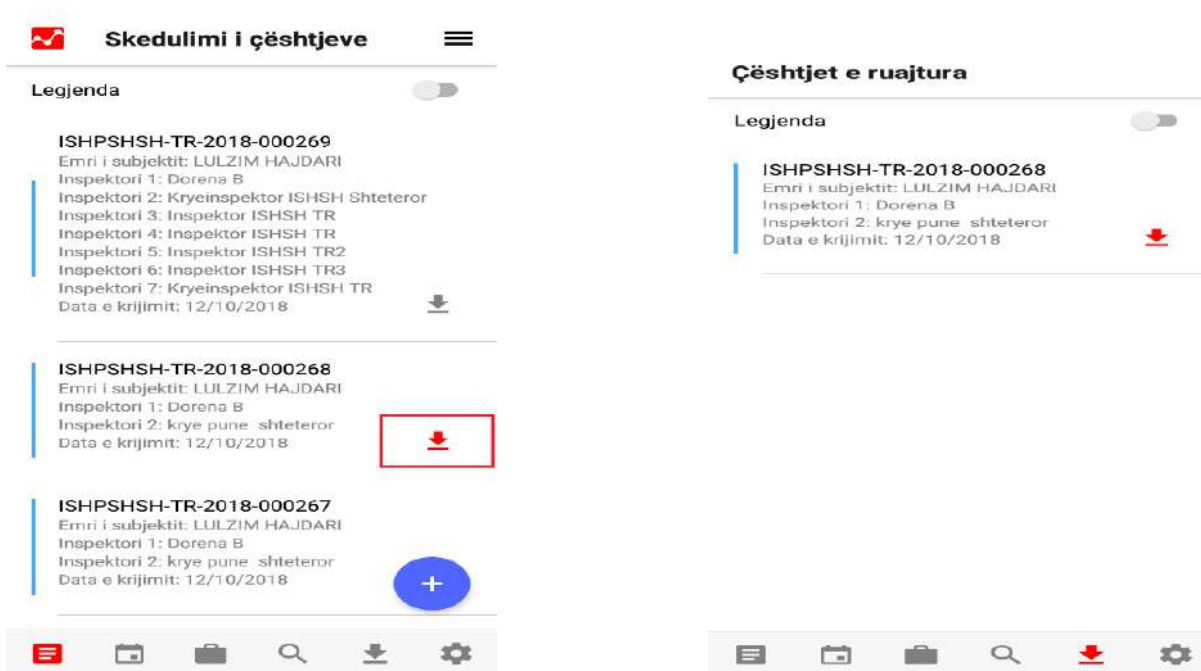 Skedulimi i çështjeve
Legjenda
ISHPSHSH-TR-2018-000269
Emri i subjektit: LULZIM HAJDARI
Inspektori 1: Dorena B
Inspektori 2: Kryeinspektor ISHSH Shteteror
Inspektori 3: Inspektor ISHSH TR
Inspektori 4: Inspektor ISHSH TR
Inspektori 5: Inspektor ISHSH TR2
Inspektori 6: Inspektor ISHSH TR3
Inspektori 7: Kryeinspektor ISHSH TR
Data e krijimit: 12/10/2018
ISHPSHSH-TR-2018-000268
Emri i subjektit: LULZIM HAJDARI
Inspektori 1: Dorena B
Inspektori 2: krye pune shteteror
Data e krijimit: 12/10/2018
ISHPSHSH-TR-2018-000267
Emri i subjektit: LULZIM HAJDARI
Inspektori 1: Dorena B
Inspektori 2: krye pune shteteror
Data e krijimit: 12/10/2018
Çështjet e ruajtura
Legjenda
ISHPSHSH-TR-2018-000268
Emri i subjektit: LULZIM HAJDARI
Inspektori 1: Dorena B
Inspektori 2: krye pune shteteror
Data e krijimit: 12/10/2018